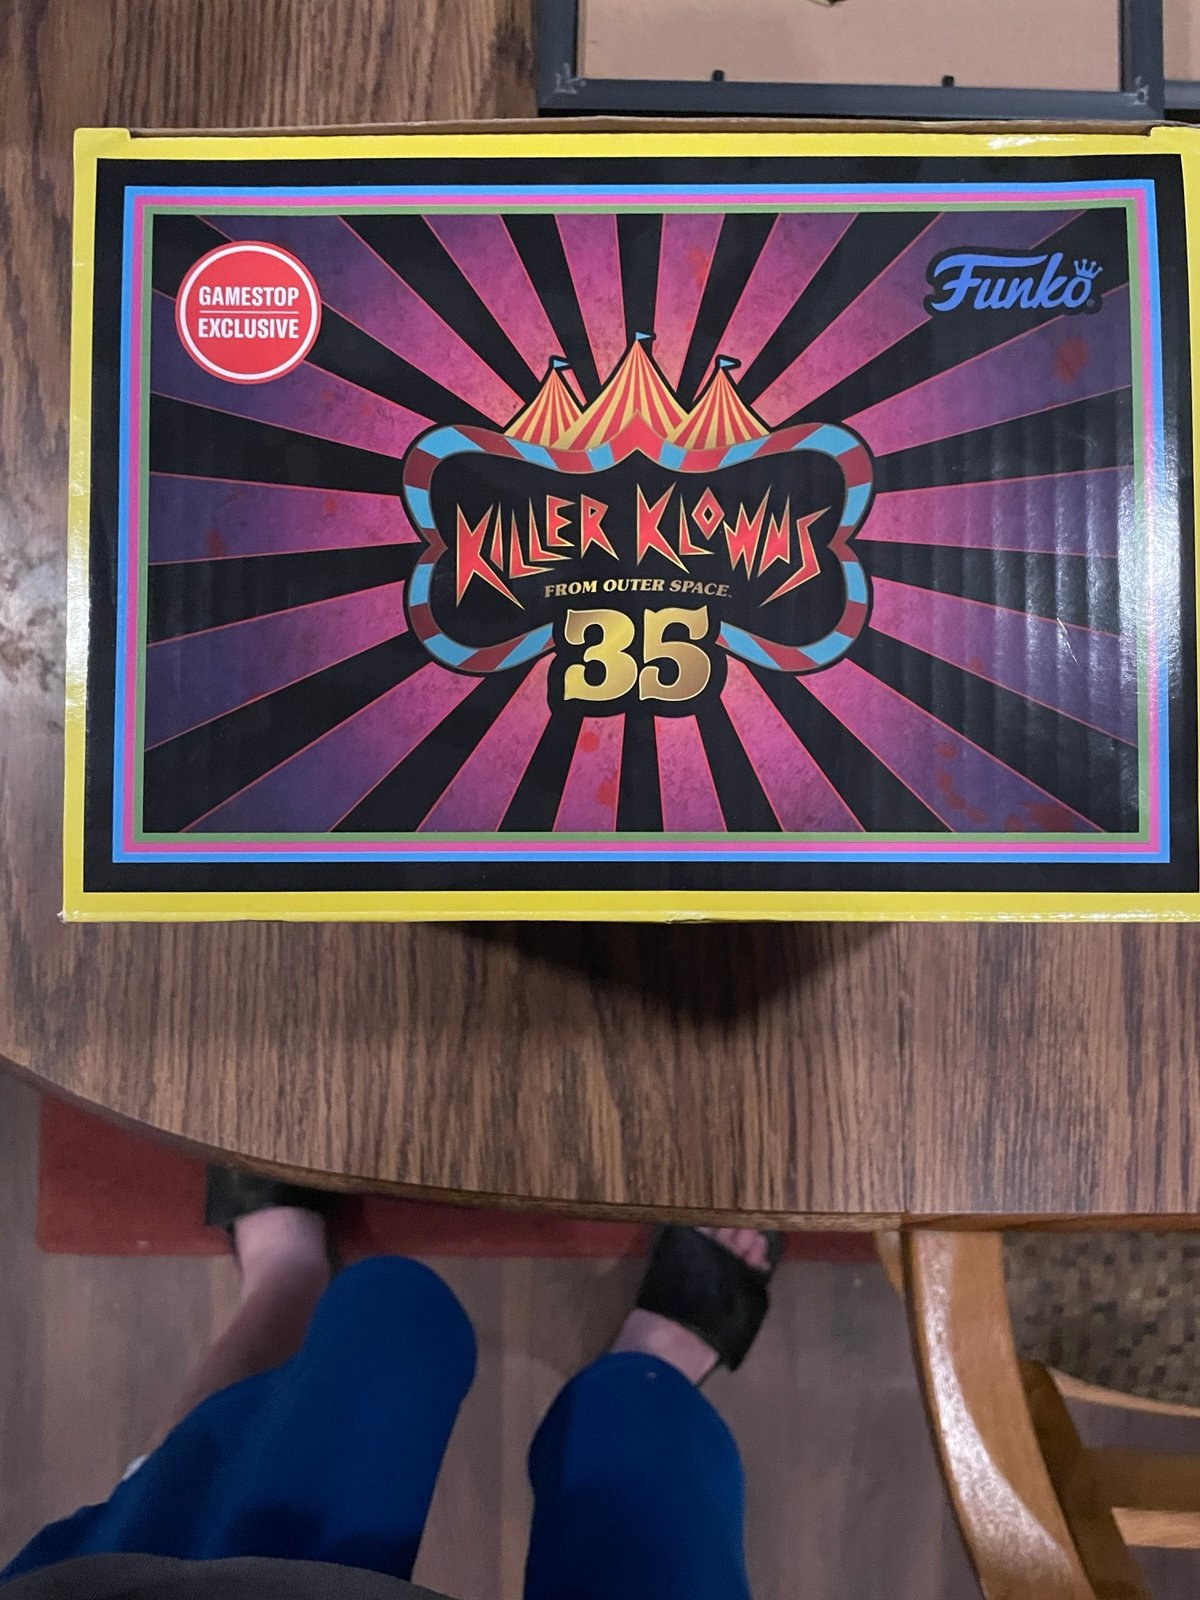 GAMESTOP
EXCLUSIVE
Funko
KILLER KLOWNS
FROM OUTER SPACE
35